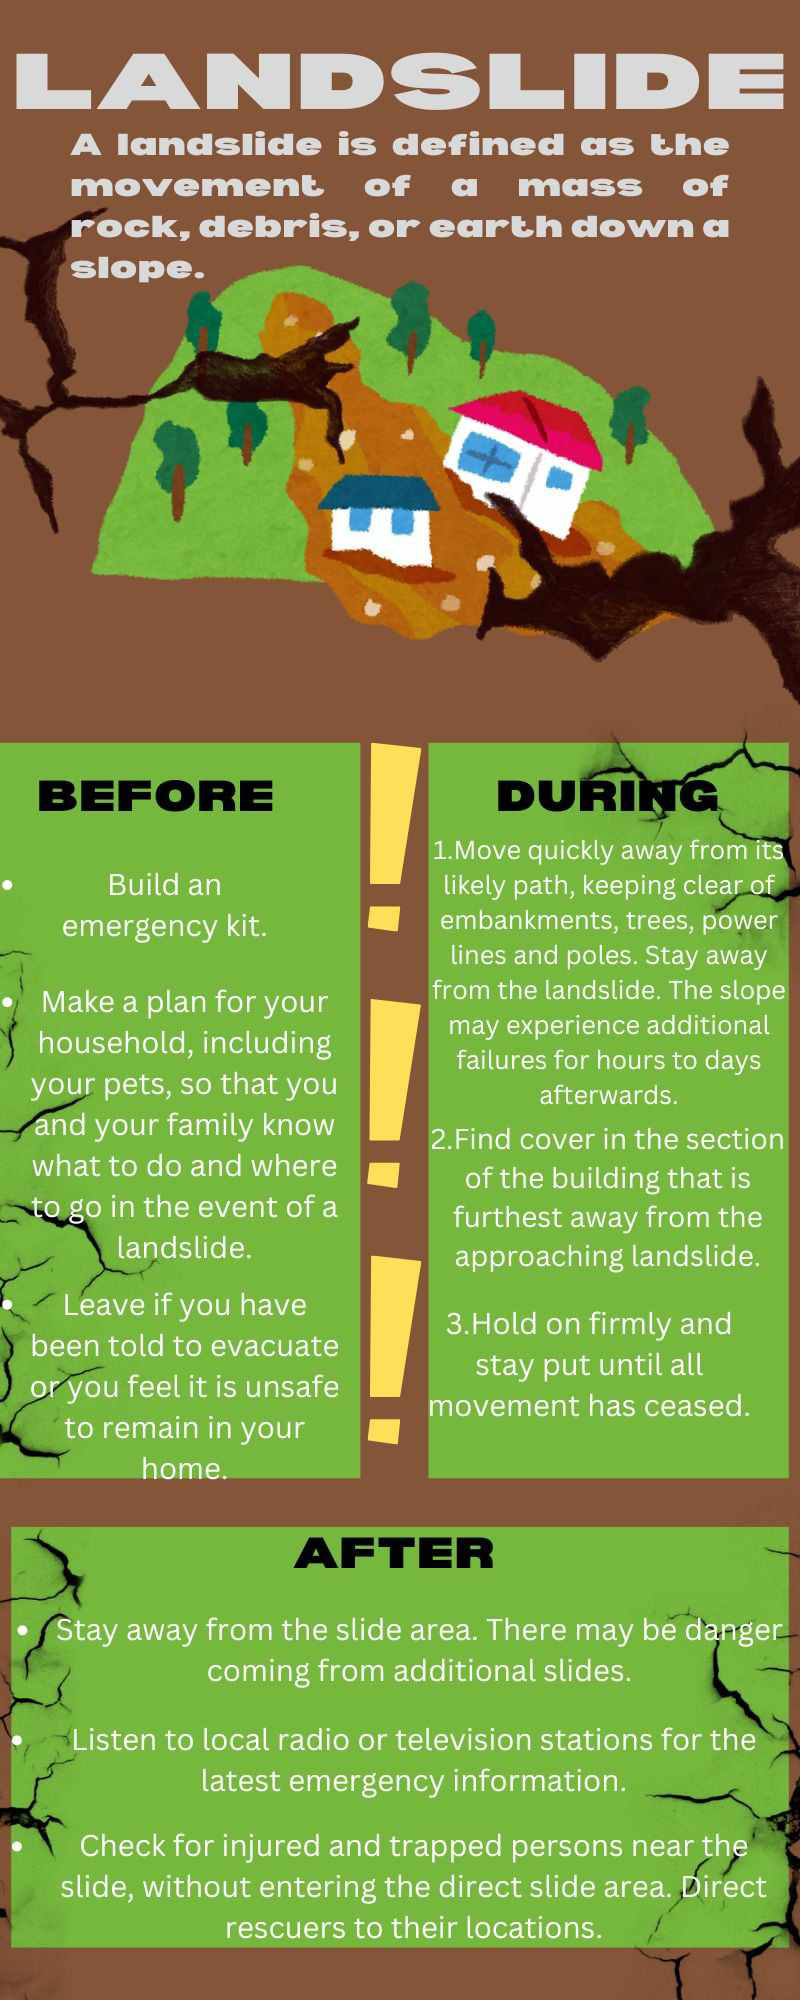 LANDSLIDE
A landslide is defined as the
movement of a mass of
rock, debris, or earth down a
slope.
BEFORE
• Build an
emergency kit.
• Make a plan for your
household, including
your pets, so that you
and your family know
what to do and where
to go in the event of a
landslide.
• Leave if you have
been told to evacuate
or you feel it is unsafe
to remain in your
home.
!
!
!
DURING
1.Move quickly away from its
likely path, keeping clear of
embankments, trees, power
lines and poles. Stay away
from the landslide. The slope
may experience additional
failures for hours to days
afterwards.
2.Find cover in the section
of the building that is
furthest away from the
approaching landslide.
3.Hold on firmly and
stay put until all
movement has ceased.
AFTER
• Stay away from the slide area. There may be danger
coming from additional slides.
• Listen to local radio or television stations for the
latest emergency information.
• Check for injured and trapped persons near the
slide, without entering the direct slide area. Direct
rescuers to their locations.